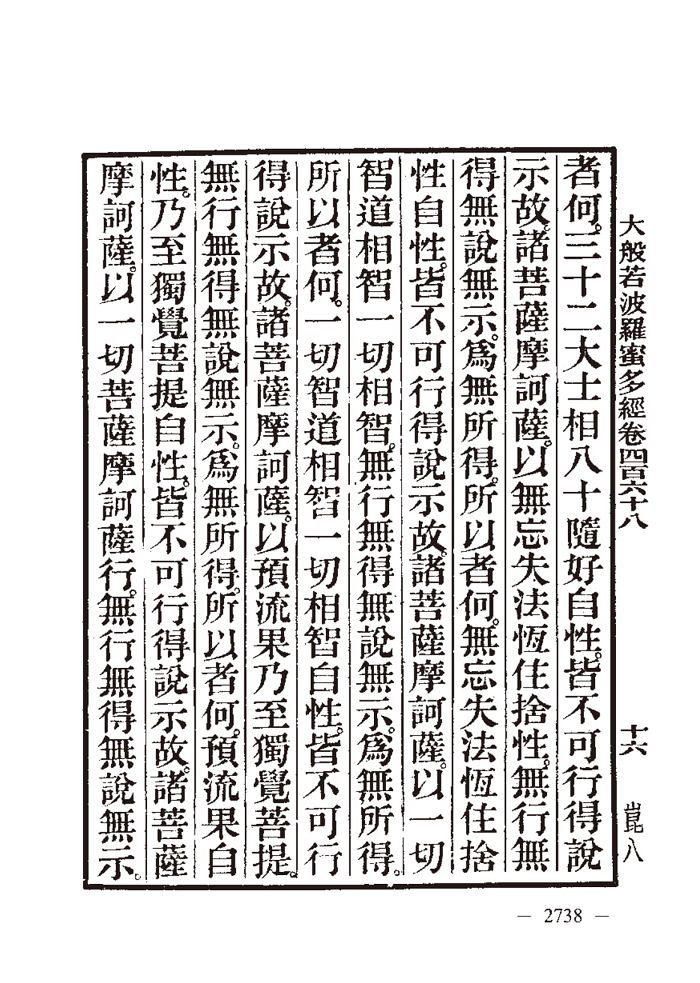 大般若波羅蜜多經卷四百六十八 十六 崑八
者何。三十二大士相八十隨好自性。皆不可行得說
示故。諸菩薩摩訶薩。以無忘失法恆住捨性。無行無
得無說無示。爲無所得。所以者何。無忘失法恆住捨
性自性。皆不可行得說示故。諸菩薩摩訶薩。以一切
智道相智一切相智。無行無得無說無示。爲無所得。
所以者何。一切智道相智一切相智自性。皆不可行
得說示故。諸菩薩摩訶薩。以預流果乃至獨覺菩提。
無行無得無說無示。爲無所得。所以者何。預流果自
性。乃至獨覺菩提自性。皆不可行得說示故。諸菩薩
摩訶薩。以一切菩薩摩訶薩行。無行無得無說無示。
— 2738 —